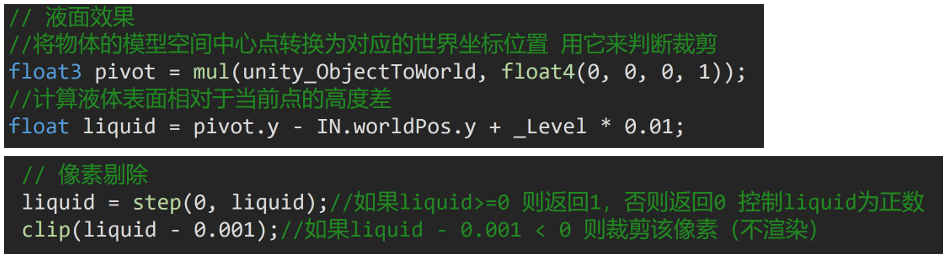 // 液面效果
//将物体的模型空间中心点转换为对应的世界坐标位置 用它来判断裁剪
float3 pivot = mul(unity_ObjectToWorld, float4(0, 0, 0, 1));
//计算液体表面相对于当前点的高度差
float liquid = pivot.y - IN.worldPos.y + _Level * 0.01;
// 像素剔除
liquid = step(0, liquid);//如果liquid>=0 则返回1，否则返回0 控制liquid为正数
clip(liquid - 0.001);//如果liquid - 0.001 < 0 则裁剪该像素（不渲染）